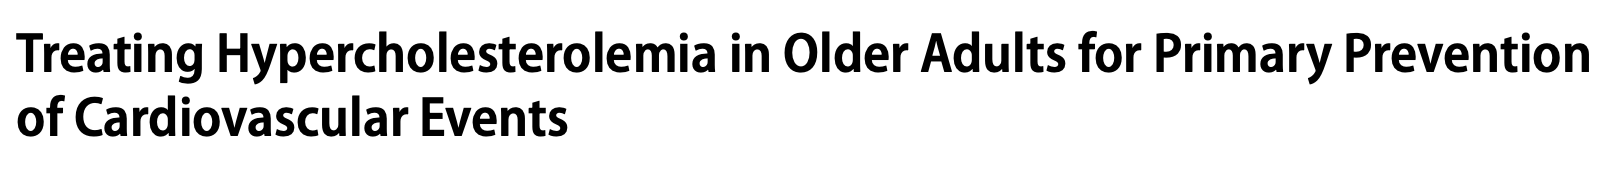 Treating Hypercholesterolemia in Older Adults for Primary Prevention
of Cardiovascular Events